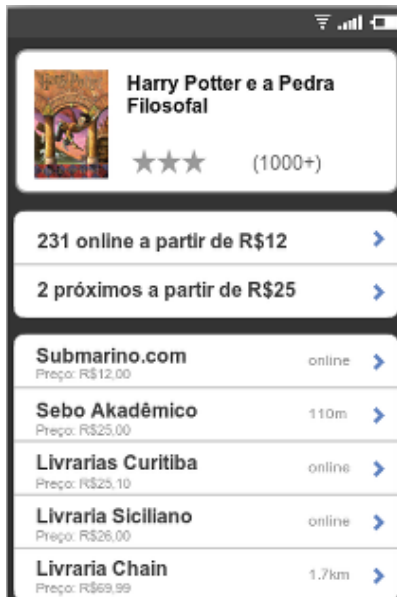 Harry Potter e a Pedra
Filosofal
(1000+)
231 online a partir de R$12
2 próximos a partir de R$25
Submarino.com
online
Preço: R$12,00
Sebo Akadêmico
110m
Preço: R$25,00
Livrarias Curitiba
online
Preço: R$25,10
Livraria Siciliano
online
Preço: R$26,00
Livraria Chain
1.7km
Preço: R$69,99